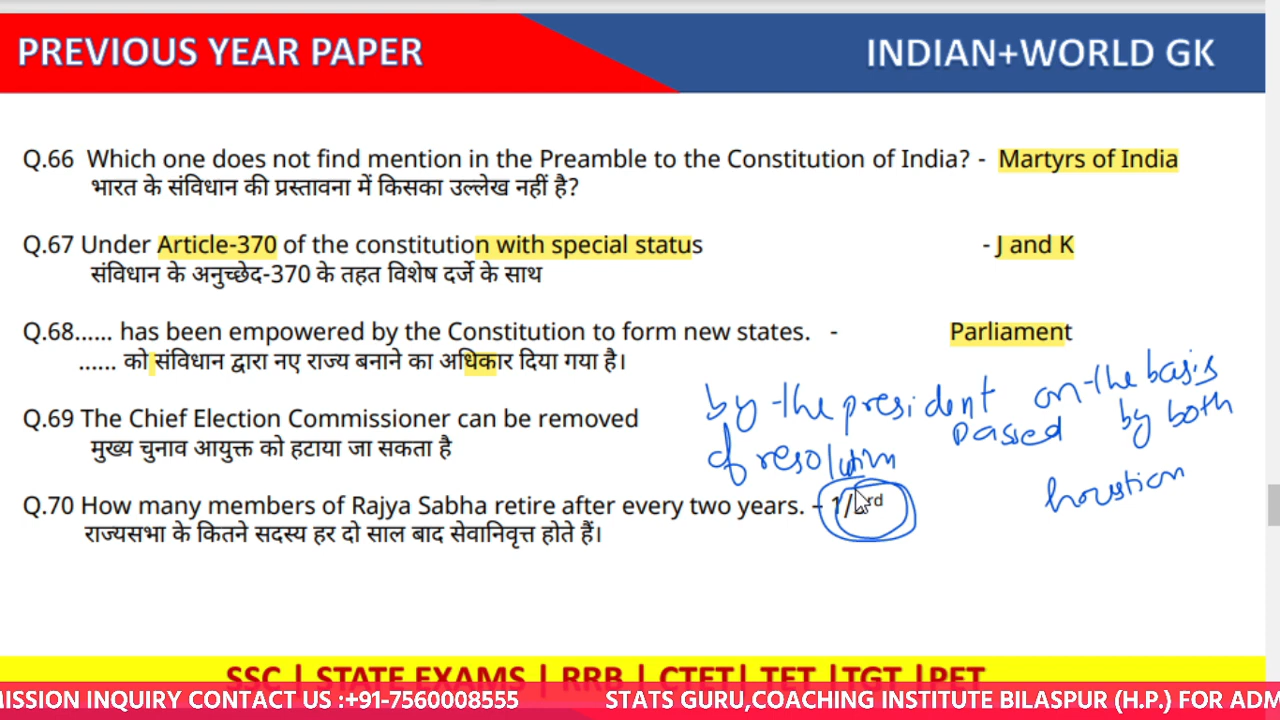 PREVIOUS YEAR PAPER
INDIAN+WORLD GK
Q.66 Which one does not find mention in the Preamble to the Constitution of India? - Martyrs of India
भारत के संविधान की प्रस्तावना में किसका उल्लेख नहीं है?
Q.67 Under Article-370 of the constitution with special status - J and K
संविधान के अनुच्छेद-370 के तहत विशेष दर्जे के साथ
Q.68...... has been empowered by the Constitution to form new states. - Parliament
...... को संविधान द्वारा नए राज्य बनाने का अधिकार दिया गया है।
Q.69 The Chief Election Commissioner can be removed
मुख्य चुनाव आयुक्त को हटाया जा सकता है
by the president on the basis
of resolution passed by both
Q.70 How many members of Rajya Sabha retire after every two years. – 1/ rd
राज्यसभा के कितने सदस्य हर दो साल बाद सेवानिवृत्त होते हैं।
SSC | STATE EXAMS | RRB | CTET| TET |TGT |PET
MISSION INQUIRY CONTACT US :+91-7560008555 STATS GURU,COACHING INSTITUTE BILASPUR (H.P.) FOR ADM